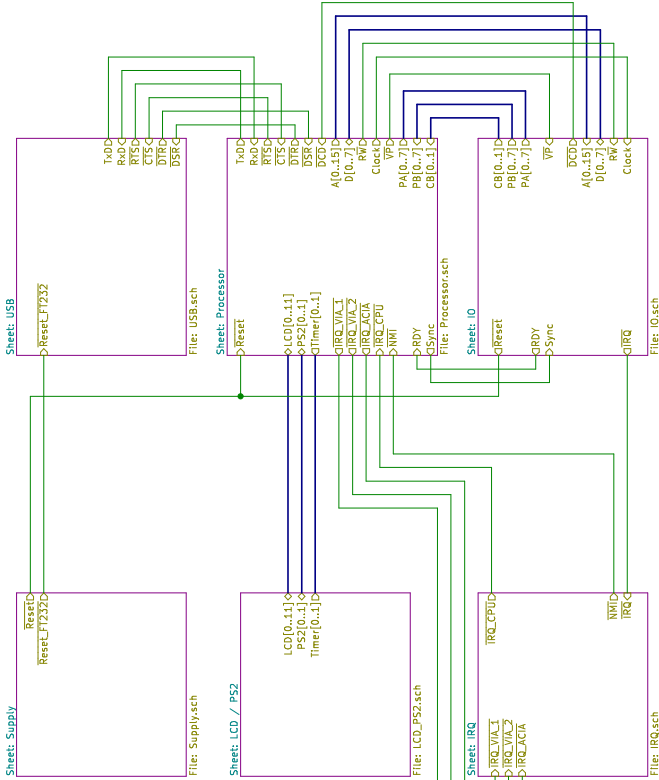 TxD
RxD
RTS
CTS
DTR
DSR
Reset_FT232
Sheet: USB
File: USB.sch
TxD
RxD
RTS
CTS
DTR
DSR
DCD
A[0..15]
D[0..7]
RW
Clock
VP
PA[0..7]
PB[0..7]
CB[0..1]
Reset
LCD[0..11]
PS2[0..1]
Timer[0..1]
IRQ_VIA_1
IRQ_VIA_2
IRQ_ACIA
IRQ_CPU
NMI
RDY
Sync
Sheet: Processor
File: Processor.sch
CB[0..1]
PB[0..7]
PA[0..7]
VP
DCD
A[0..15]
D[0..7]
RW
Clock
Reset
RDY
Sync
IRQ
Sheet: IO
File: IO.sch
Reset
Reset_FT232
Sheet: Supply
File: Supply.sch
LCD[0..11]
PS2[0..1]
Timer[0..1]
Sheet: LCD / PS2
File: LCD_PS2.sch
IRQ_CPU
NMI
IRQ
IRQ_VIA_1
IRQ_VIA_2
IRQ_ACIA
Sheet: IRQ
File: IRQ.sch